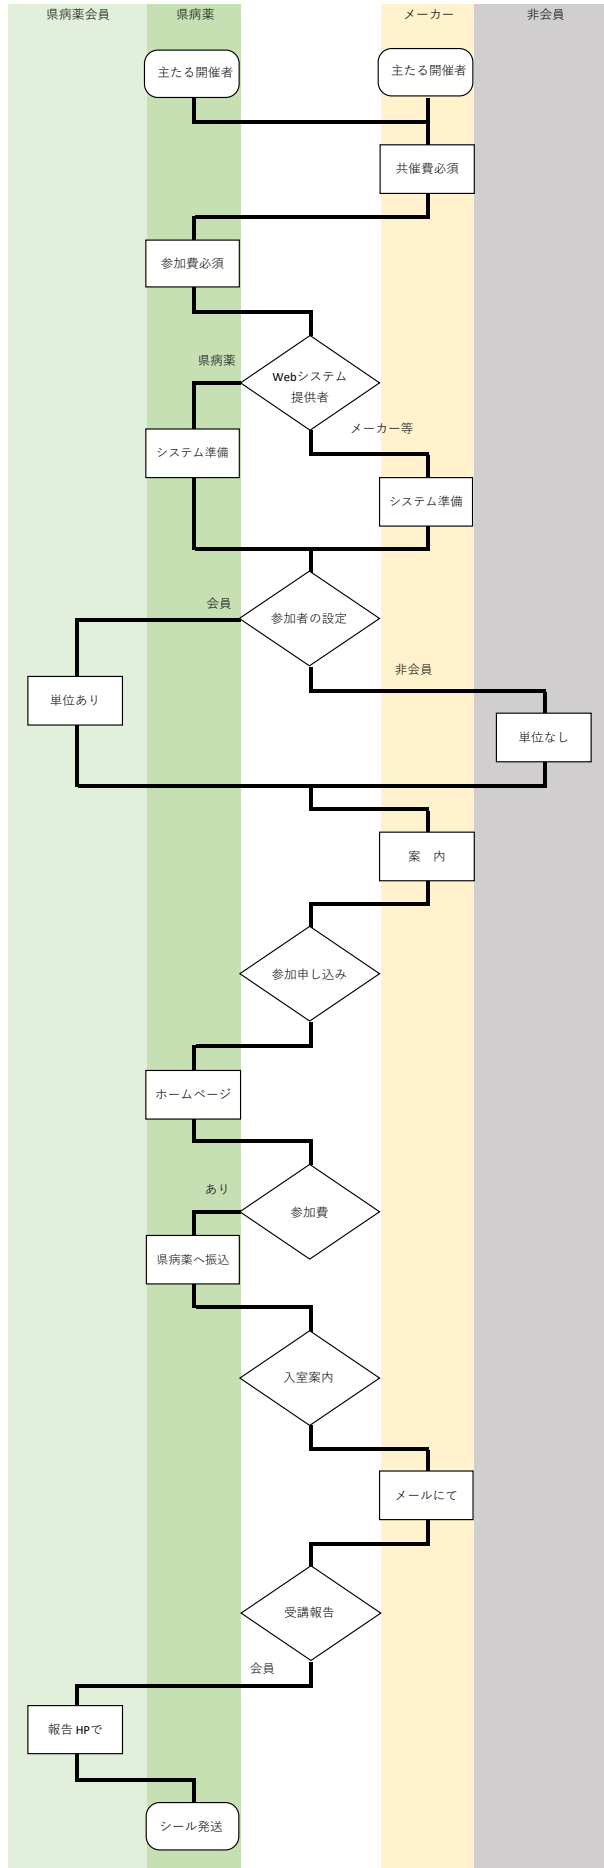 県病薬会員
県病薬
メーカー
非会員
主たる開催者
主たる開催者
共催費必須
参加費必須
県病薬
Webシステム
提供者
メーカー等
システム準備
システム準備
会員
参加者の設定
非会員
単位あり
単位なし
案　内
参加申し込み
ホームページ
あり
参加費
県病薬へ振込
入室案内
メールにて
受講報告
会員
報告 HPで
シール発送